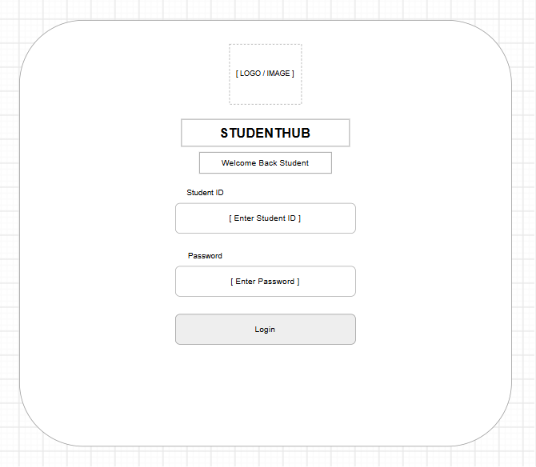 [ LOGO / IMAGE ]
STUDENTHUB
Welcome Back Student
Student ID
[ Enter Student ID ]
Password
[ Enter Password ]
Login